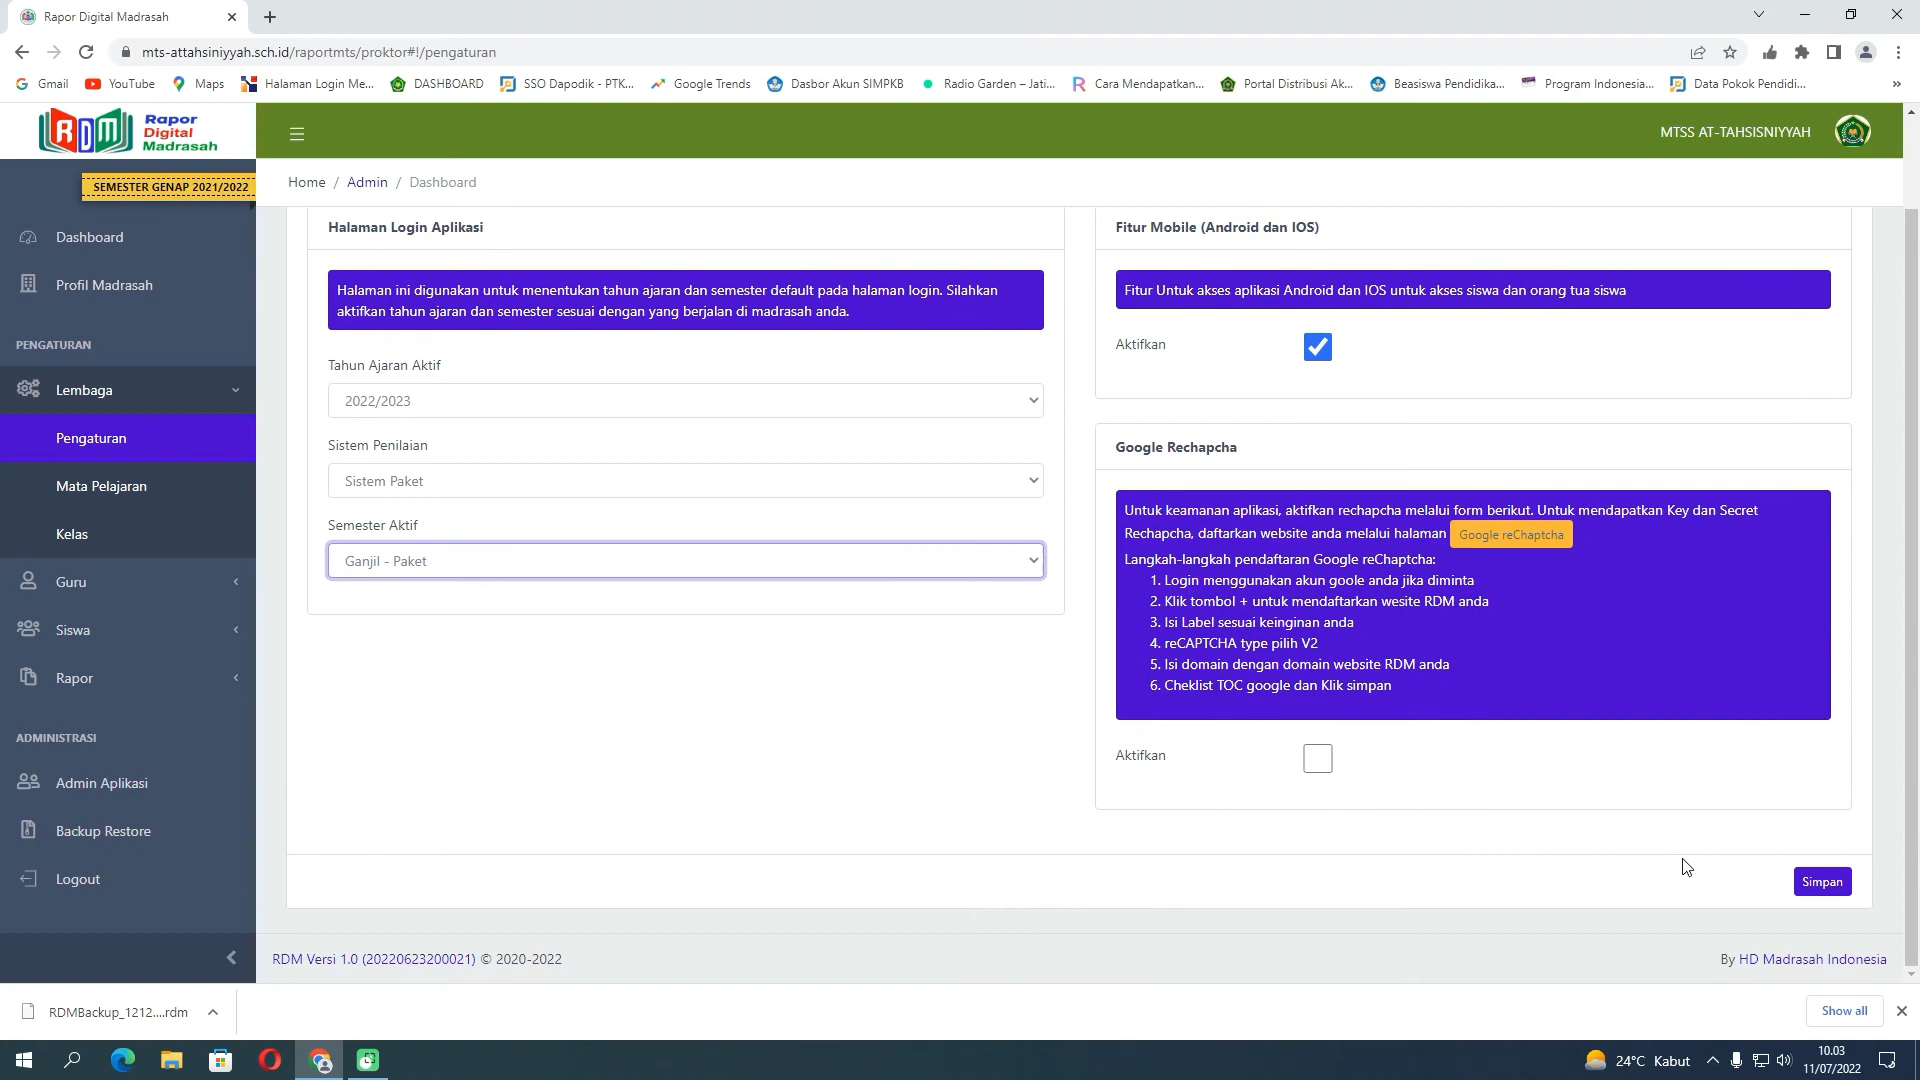 Rapor Digital Madrasah
mts-attahsiniyyah.sch.id/raportmts/proktor#!/pengaturan
Gmail
YouTube
Maps
Halaman Login Me...
DASHBOARD
SSO Dapodik - PTK...
Google Trends
Dasbor Akun SIMPKB
Radio Garden – Jati...
Cara Mendapatkan...
Portal Distribusi Ak...
Beasiswa Pendidika...
Program Indonesia...
Data Pokok Pendidi...
»
RDM
Rapor
Digital
Madrasah
MTSS AT-TAHSISNIYYAH
SEMESTER GENAP 2021/2022
Home / Admin / Dashboard
Dashboard
Profil Madrasah
PENGATURAN
Lembaga
Pengaturan
Mata Pelajaran
Kelas
Guru
Siswa
Rapor
ADMINISTRASI
Admin Aplikasi
Backup Restore
Logout
Halaman Login Aplikasi
Halaman ini digunakan untuk menentukan tahun ajaran dan semester default pada halaman login. Silahkan
aktifkan tahun ajaran dan semester sesuai dengan yang berjalan di madrasah anda.
Tahun Ajaran Aktif
2022/2023
Sistem Penilaian
Sistem Paket
Semester Aktif
Ganjil - Paket
Fitur Mobile (Android dan IOS)
Fitur Untuk akses aplikasi Android dan IOS untuk akses siswa dan orang tua siswa
Aktifkan
Google Rechapcha
Untuk keamanan aplikasi, aktifkan rechapcha melalui form berikut. Untuk mendapatkan Key dan Secret
Rechapcha, daftarkan website anda melalui halaman Google reChaptcha
Langkah-langkah pendaftaran Google reChaptcha:
1. Login menggunakan akun goole anda jika diminta
2. Klik tombol + untuk mendaftarkan wesite RDM anda
3. Isi Label sesuai keinginan anda
4. reCAPTCHA type pilih V2
5. Isi domain dengan domain website RDM anda
6. Cheklist TOC google dan Klik simpan
Aktifkan
Simpan
RDM Versi 1.0 (20220623200021) © 2020-2022
By HD Madrasah Indonesia
RDMBackup_1212....rdm
Show all
24°C Kabut
10.03
11/07/2022